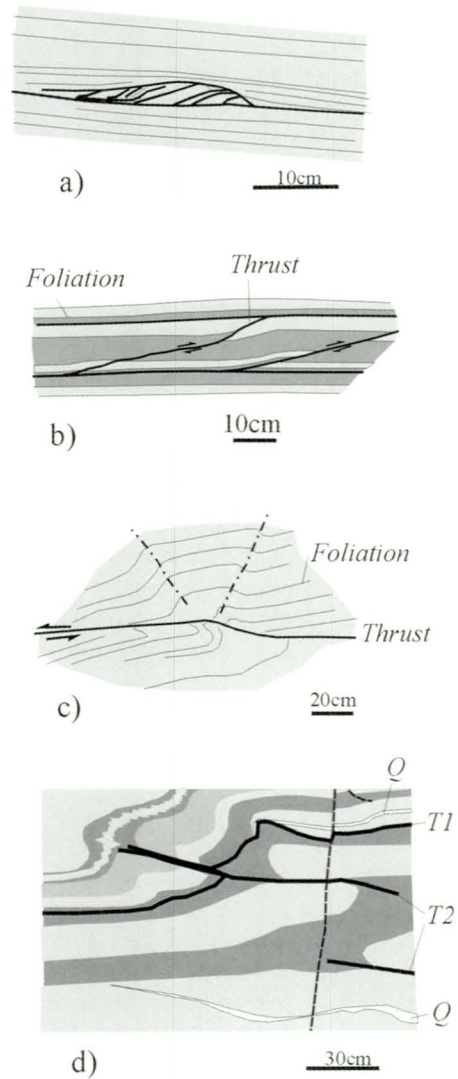 10cm
a)
Foliation
Thrust
b)
10cm
Foliation
Thrust
20cm
c)
Q
T1
T2
Q
d)
30cm